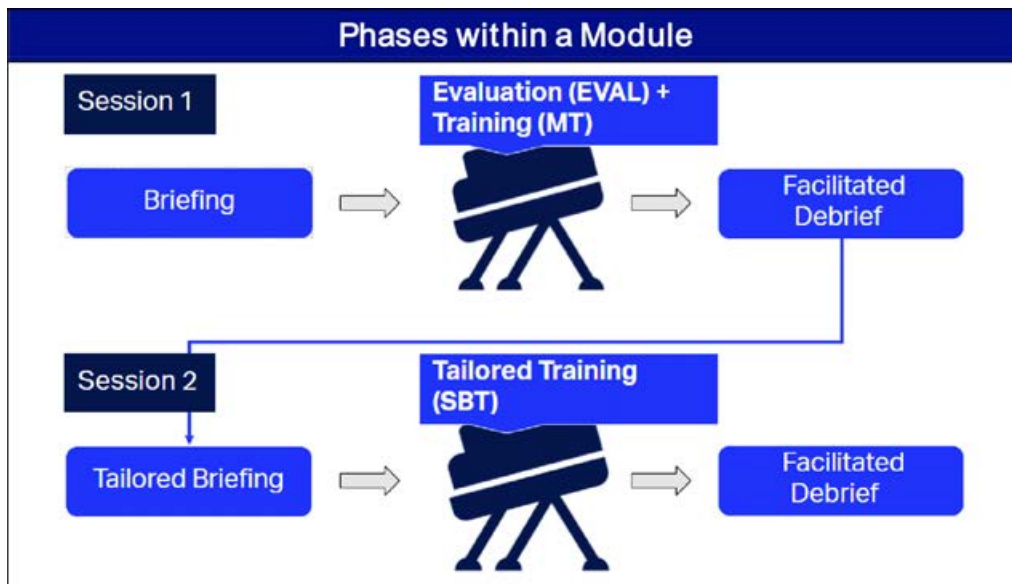 Phases within a Module
Session 1
Evaluation (EVAL) +
Training (MT)
Briefing
Facilitated
Debrief
Session 2
Tailored Training
(SBT)
Tailored Briefing
Facilitated
Debrief